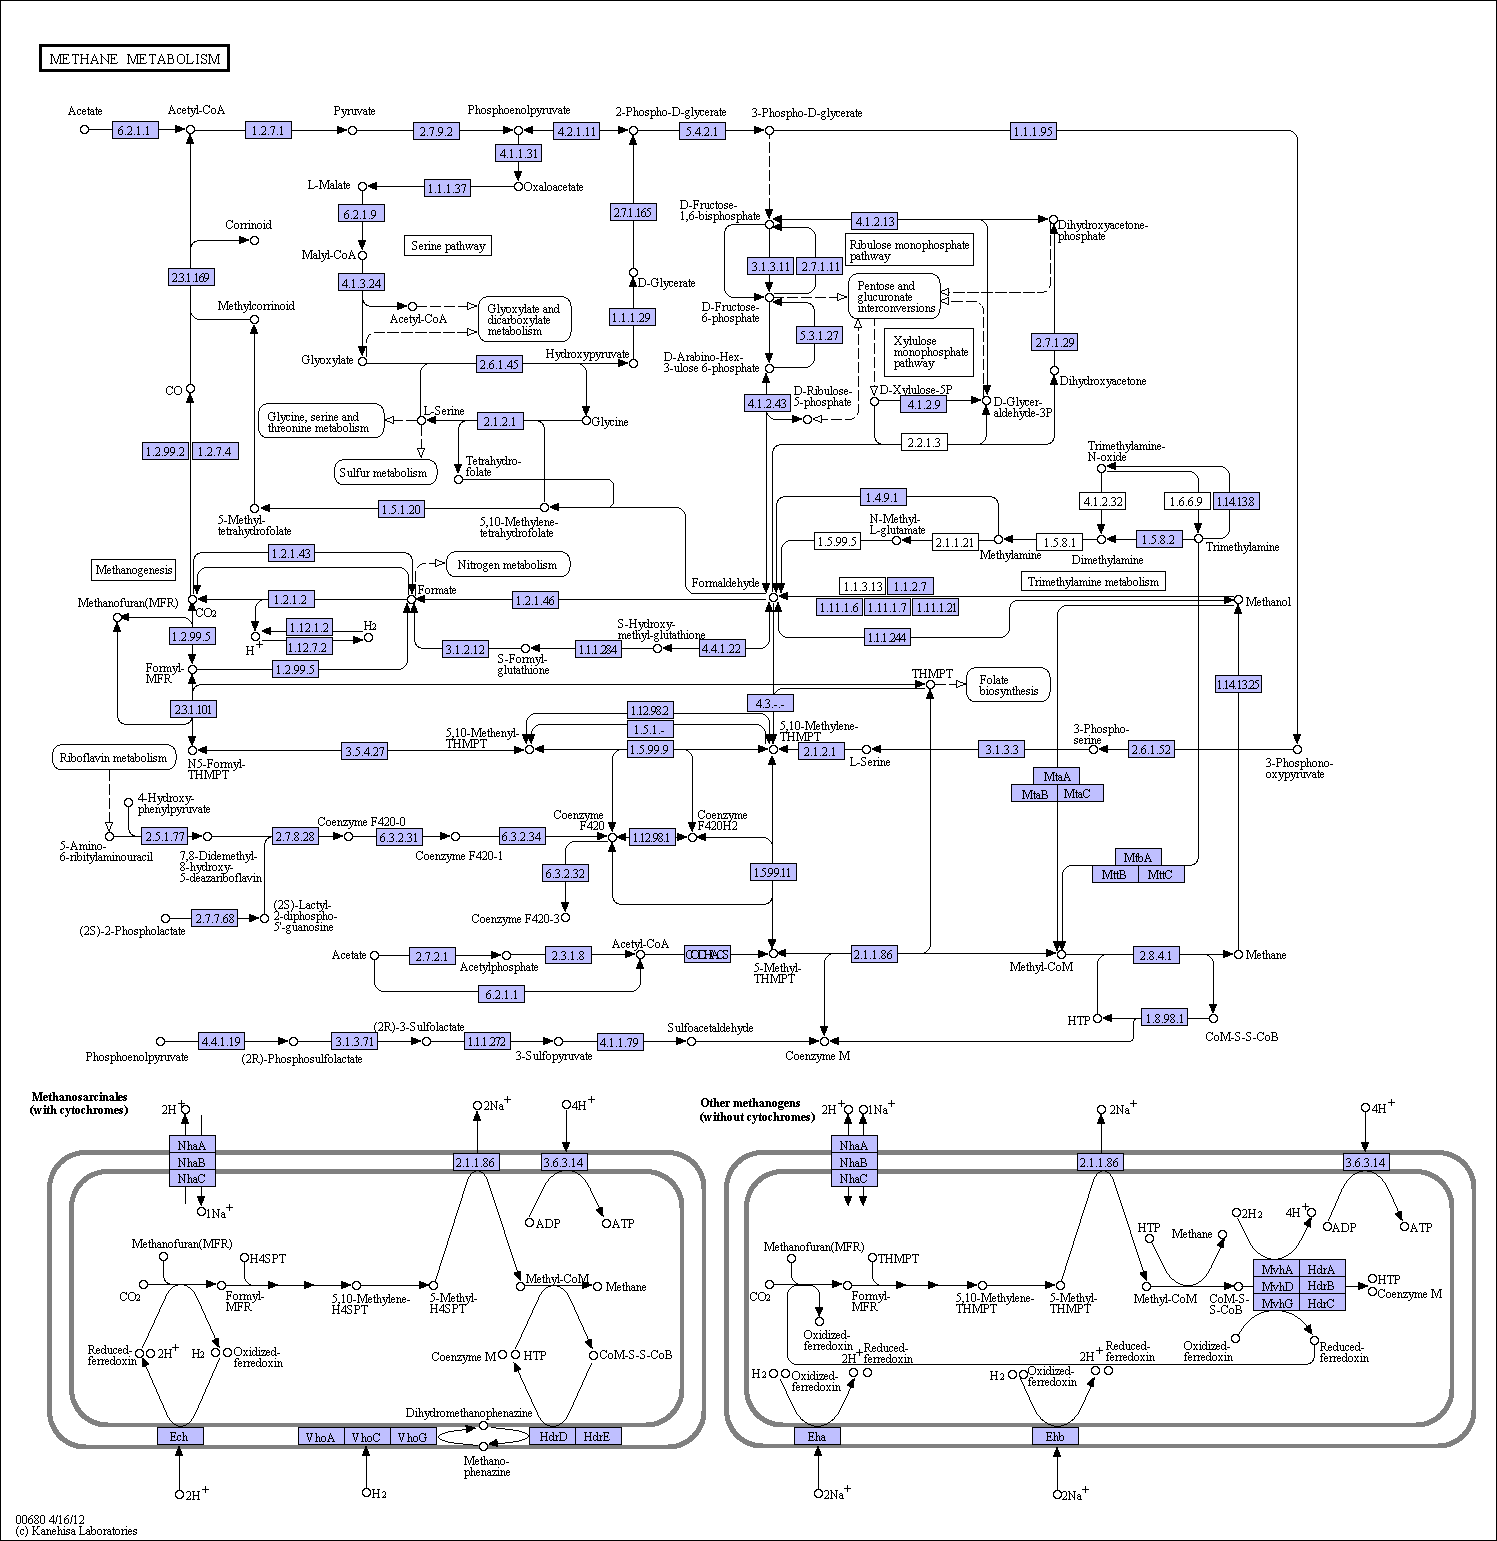 METHANE METABOLISM
Acetate
6.2.1.1
Acetyl-CoA
1.2.7.1
Pyruvate
2.7.9.2
Phosphoenolpyruvate
4.2.1.11
2-Phospho-D-glycerate
5.4.2.1
3-Phospho-D-glycerate
1.1.1.95
4.1.1.31
L-Malate
1.1.1.37
Oxaloacetate
6.2.1.9
2.7.1.165
D-Fructose-
1,6-bisphosphate
4.1.2.13
Dihydroxyacetone-
phosphate
Corrinoid
Serine pathway
Ribulose monophosphate
pathway
Malyl-CoA
3.1.3.11
2.7.1.11
2.3.1.169
4.1.3.24
D-Glycerate
Pentose and
glucuronate
interconversions
Methylcorrinoid
Acetyl-CoA
Glyoxylate and
dicarboxylate
metabolism
1.1.1.29
D-Fructose
6-phosphate
5.3.1.27
Xylulose
monophosphate
pathway
2.7.1.29
Glyoxylate
2.6.1.45
Hydroxypyruvate
D-Arabino-Hex-
3-ulose 6-phosphate
Dihydroxyacetone
CO
D-Ribulose-
5-phosphate
D-Xylulose-5P
4.1.2.43
4.1.2.9
D-Glycer-
aldehyde-3P
Glycine, serine and
threonine metabolism
L-Serine
2.1.2.1
Glycine
2.2.1.3
1.2.99.2
1.2.7.4
Sulfur metabolism
Tetrahydro-
folate
Trimethylamine-
N-oxide
4.1.2.32
1.6.6.9
1.14.13.8
5-Methyl-
tetrahydrofolate
1.5.1.20
5,10-Methylene-
tetrahydrofolate
1.4.9.1
N-Methyl-
L-glutamate
1.5.99.5
2.1.1.21
Methylamine
1.5.8.1
Dimethylamine
1.5.8.2
Trimethylamine
1.2.1.43
Methanogenesis
Nitrogen metabolism
Formaldehyde
Trimethylamine metabolism
Methanofuran(MFR)
CO2
1.2.1.2
Formate
1.2.1.46
1.1.3.13
1.1.2.7
1.11.1.6
1.11.1.7
1.11.1.21
Methanol
1.2.99.5
H+
1.12.1.2
1.12.7.2
H2
3.1.2.12
S-Formyl-
glutathione
1.1.1.284
S-Hydroxy-
methyl-glutathione
4.4.1.22
1.1.1.244
Formyl-
MFR
1.2.99.5
THMPT
Folate
biosynthesis
1.14.13.25
2.3.1.101
4.3.-.-
1.12.98.2
1.5.1.-
5,10-Methenyl-
THMPT
5,10-Methylene-
THMPT
3-Phospho-
serine
N5-Formyl-
THMPT
3.5.4.27
1.5.99.9
2.1.2.1
L-Serine
3.1.3.3
2.6.1.52
3-Phosphono-
oxypyruvate
Riboflavin metabolism
MtaA
MtaB
MtaC
4-Hydroxy-
phenylpyruvate
5-Amino-
6-ribitylaminouracil
2.5.1.77
7,8-Didemethyl-
8-hydroxy-
5-deazariboflavin
2.7.8.28
Coenzyme F420-0
6.3.2.31
Coenzyme F420-1
6.3.2.34
Coenzyme
F420
1.12.98.1
Coenzyme
F420H2
MtbA
MttB
MttC
6.3.2.32
1.5.99.11
(2S)-2-Phospholactate
2.7.7.68
(2S)-Lactyl-
2-diphospho-
5'-guanosine
Coenzyme F420-3
Acetate
2.7.2.1
Acetylphosphate
2.3.1.8
Acetyl-CoA
5-Methyl-
THMPT
2.1.1.86
Methyl-CoM
2.8.4.1
Methane
6.2.1.1
HTP
1.8.98.1
CoM-S-S-CoB
Phosphoenolpyruvate
4.4.1.19
(2R)-Phosphosulfolactate
3.1.3.71
(2R)-3-Sulfolactate
1.1.1.272
3-Sulfopyruvate
4.1.1.79
Sulfoacetaldehyde
Coenzyme M
Methanosarcinales
(with cytochromes)
2H+
2Na+
4H+
NhaA
NhaB
NhaC
2.1.1.86
3.6.3.14
1Na+
ADP
ATP
Methanofuran(MFR)
H4SPT
CO2
Formyl-
MFR
5,10-Methylene-
H4SPT
5-Methyl-
H4SPT
Methyl-CoM
Methane
Reduced-
ferredoxin
2H+
H2
Oxidized-
ferredoxin
Coenzyme M
HTP
CoM-S-S-CoB
Dihydromethanophenazine
Ech
VhoA
VhoC
VhoG
HdrD
HdrE
Methano-
phenazine
2H+
H2
Other methanogens
(without cytochromes)
2H+
1Na+
2Na+
4H+
NhaA
NhaB
NhaC
2.1.1.86
3.6.3.14
HTP
Methane
2H2
4H+
ADP
ATP
Methanofuran(MFR)
THMPT
CO2
Formyl-
MFR
5,10-Methylene-
THMPT
5-Methyl-
THMPT
Methyl-CoM
CoM-S-
S-CoB
MvhA
HdrA
MvhD
HdrB
MvhG
HdrC
HTP
Coenzyme M
Oxidized-
ferredoxin
Oxidized-
ferredoxin
Reduced-
ferredoxin
H2
Oxidized-
ferredoxin
2H+
Reduced-
ferredoxin
H2
Oxidized-
ferredoxin
2H+
Reduced-
ferredoxin
Eha
Ehb
2Na+
2Na+
00680 4/16/12
(c) Kanehisa Laboratories